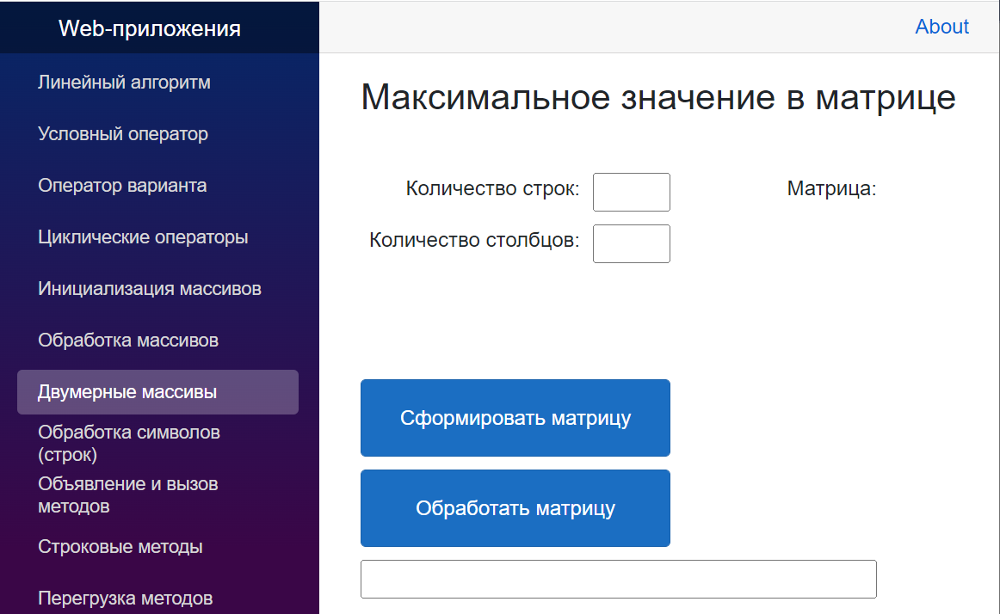 Web-приложения
About
Линейный алгоритм
Условный оператор
Оператор варианта
Циклические операторы
Инициализация массивов
Обработка массивов
Двумерные массивы
Обработка символов
(строк)
Объявление и вызов
методов
Строковые методы
Перегрузка методов
Максимальное значение в матрице
Количество строк:
Матрица:
Количество столбцов:
Сформировать матрицу
Обработать матрицу